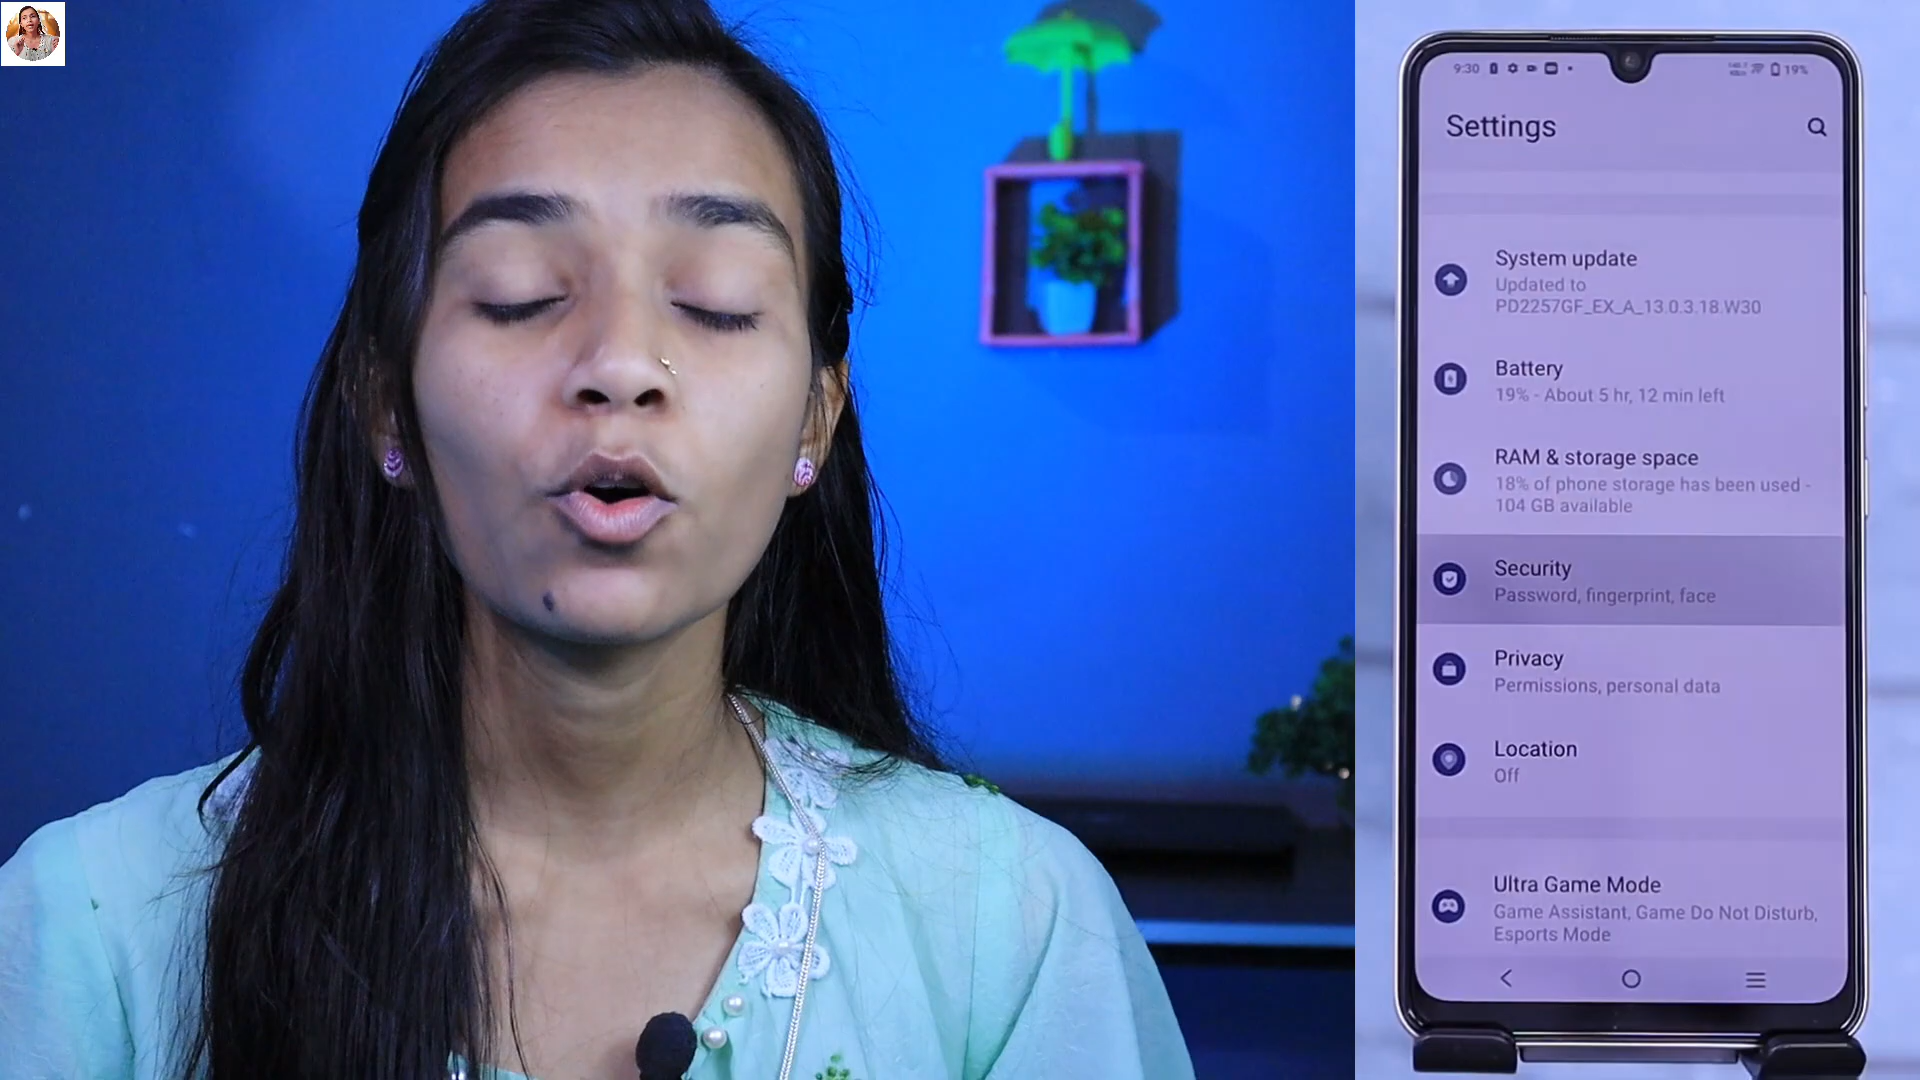 9:30
19%
Settings
System update
Updated to
PD2257GF_EX_A_13.0.3.18.W30
Battery
19% - About 5 hr, 12 min left
RAM & storage space
18% of phone storage has been used -
104 GB available
Security
Password, fingerprint, face
Privacy
Permissions, personal data
Location
Off
Ultra Game Mode
Game Assistant, Game Do Not Disturb,
Esports Mode